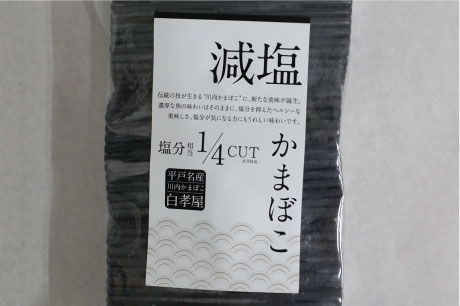 減塩
かまぼこ
伝統の技が生きる"川内かまぼこ"に、新たな美味が誕生。
濃厚な魚の味わいはそのままに、塩分を抑えたヘルシーな
美味しさ。塩分が気になる方にもうれしい味わいです。
塩分相当1/4CUT
平戸名産
川内かまぼこ
白孝屋